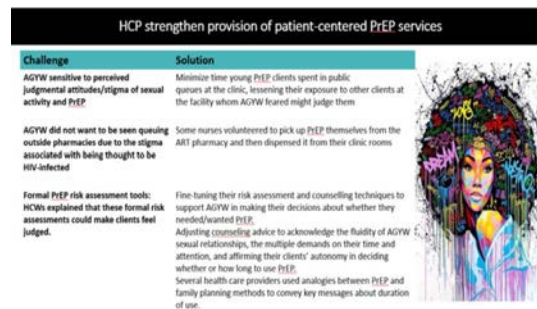 HCP strengthen provision of patient-centered PrEP services
Challenge
Solution
AGYW sensitive to perceived
judgmental attitudes/stigma of sexual
activity and PrEP
Minimize time young PrEP clients spent in public
queues at the clinic, lessening their exposure to other clients at
the facility whom AGYW feared might judge them
AGYW did not want to be seen queuing
outside pharmacies due to the stigma
associated with being thought to be
HIV-infected
Some nurses volunteered to pick up PrEP themselves from the
ART pharmacy and then dispensed it from their clinic rooms
Formal PrEP risk assessment tools:
HCWs explained that these formal risk
assessments could make clients feel
judged.
Fine-tuning their risk assessment and counselling techniques to
support AGYW in making their decisions about whether they
needed/wanted PrEP.
Adjusting counseling advice to acknowledge the fluidity of AGYW
sexual relationships, the multiple demands on their time and
attention, and affirming their clients' autonomy in deciding
whether or how long to use PrEP.
Several health care providers used analogies between PrEP and
family planning methods to convey key messages about duration
of use.
DREAM